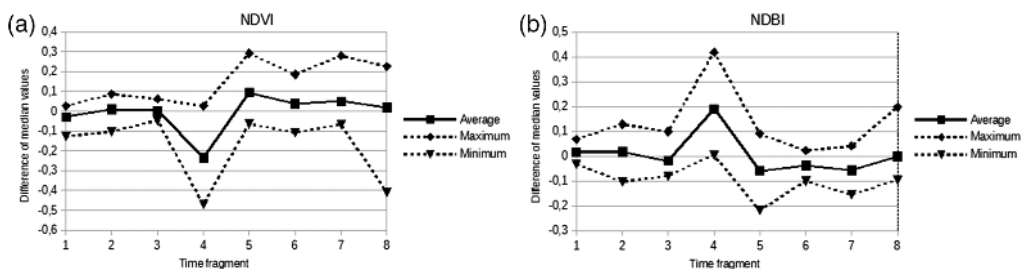 (a)
NDVI
Difference of median values
0,4
0,3
0,2
0,1
0
-0,1
-0,2
-0,3
-0,4
-0,5
-0,6
1 2 3 4 5 6 7 8
Time fragment
Average
Maximum
Minimum
(b)
NDBI
Difference of median values
0,5
0,4
0,3
0,2
0,1
0
-0,1
-0,2
-0,3
1 2 3 4 5 6 7 8
Time fragment
Average
Maximum
Minimum